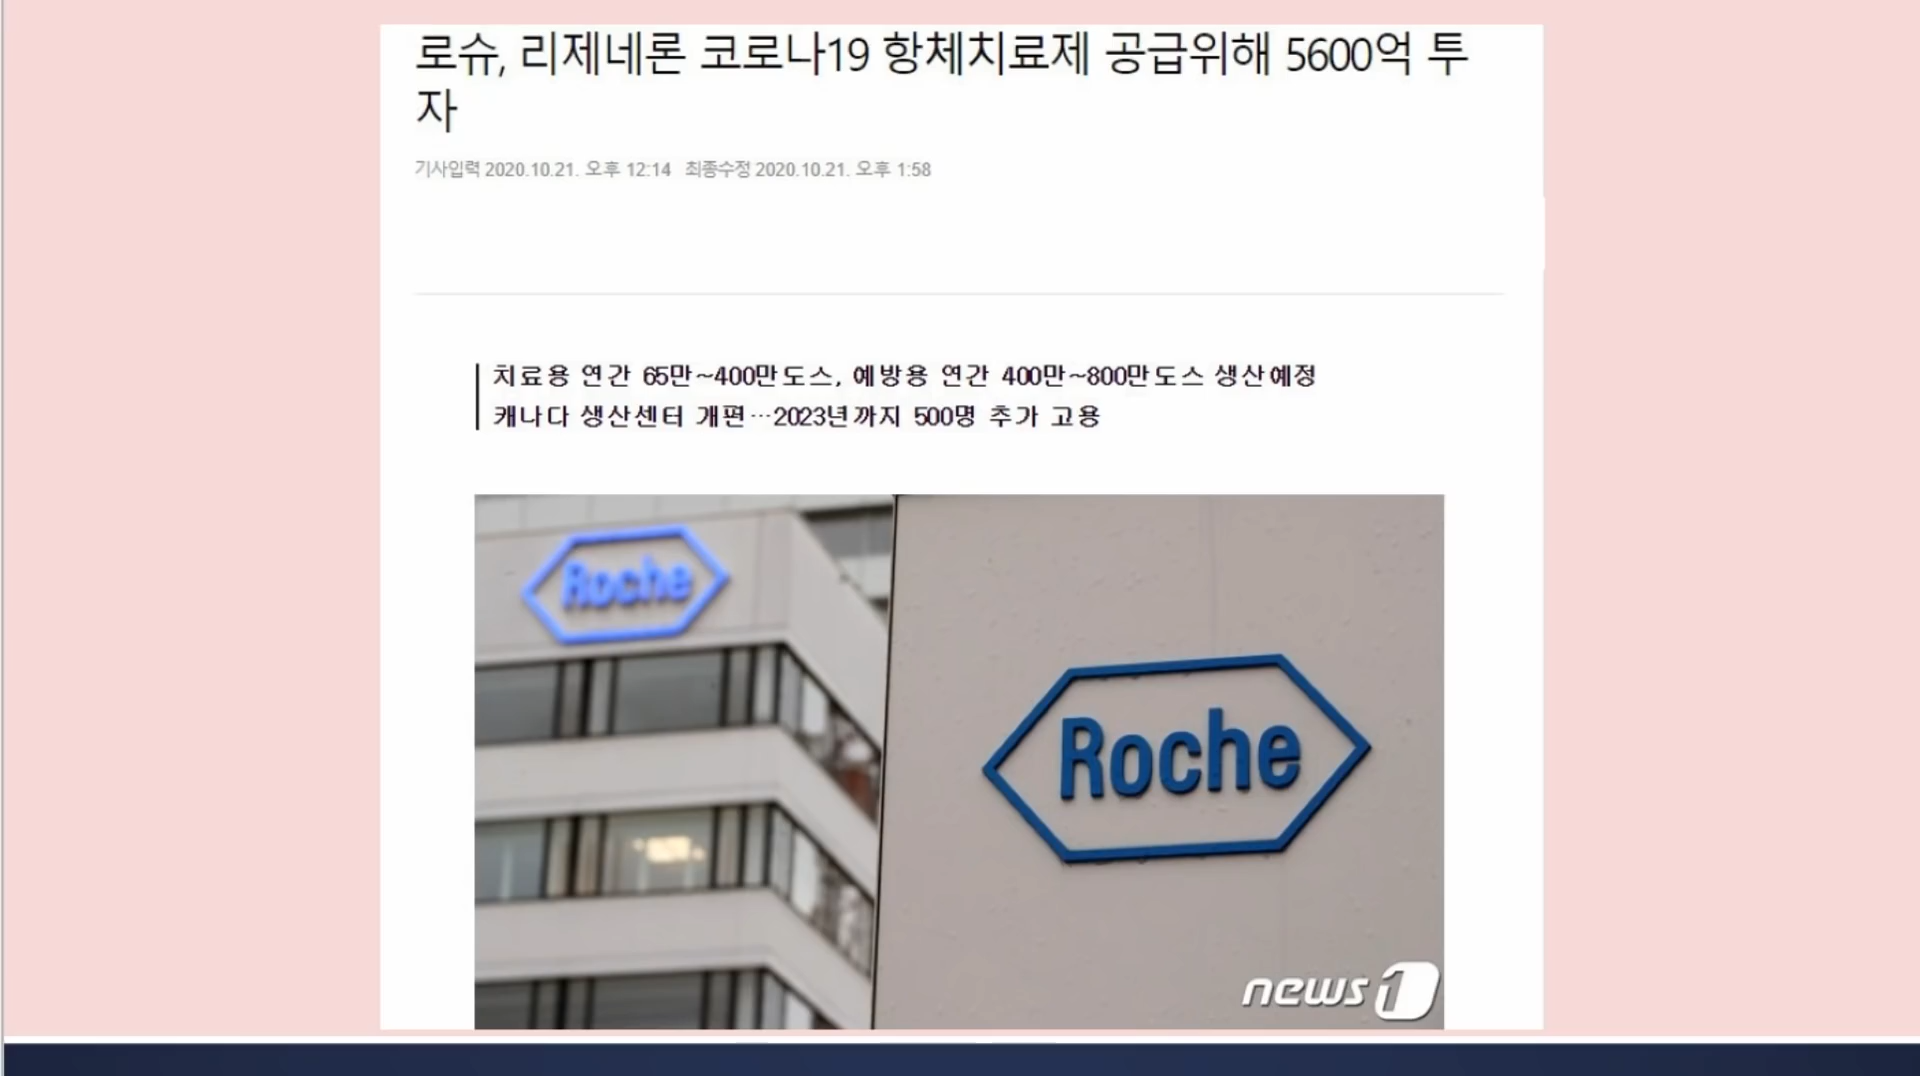 로슈, 리제네론 코로나19 항체치료제 공급위해 5600억 투
자
기사입력 2020.10.21. 오후 12:14 최종수정 2020.10.21. 오후 1:58
치료용 연간 65만~400만도스, 예방용 연간 400만~800만도스 생산예정
캐나다 생산센터 개편…2023년까지 500명 추가 고용
Roche
Roche
news1